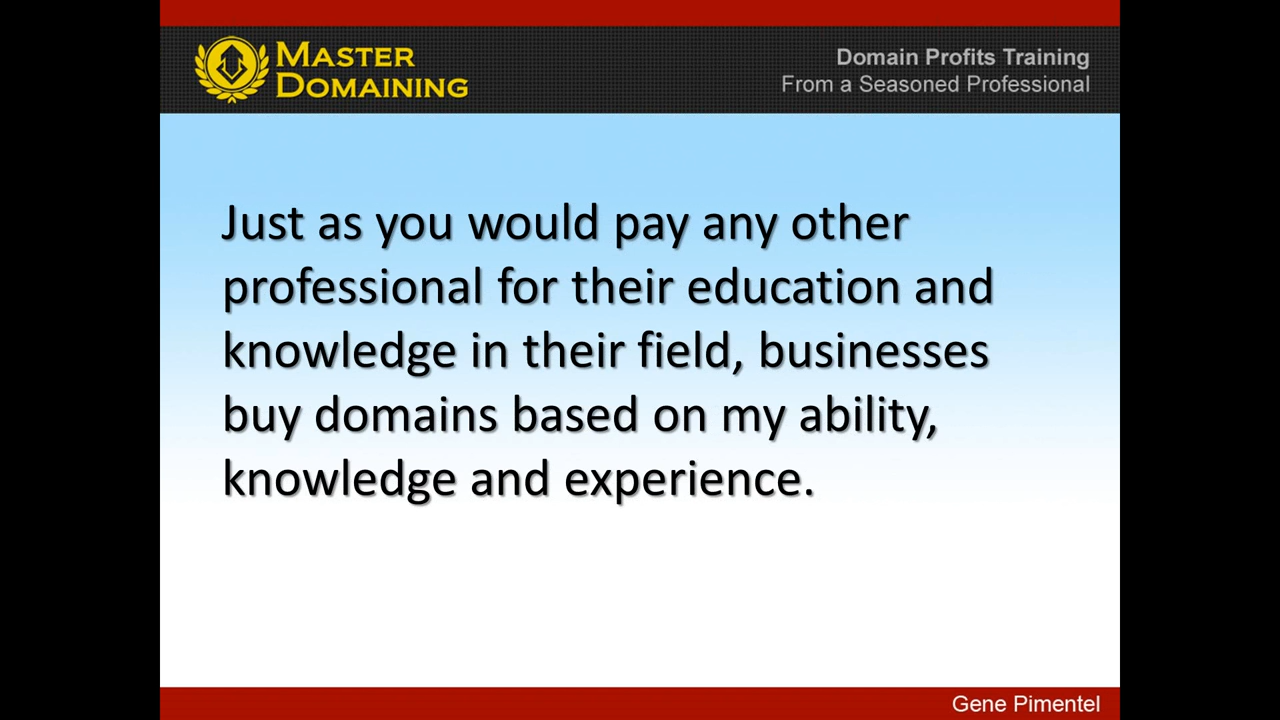 MASTER
DOMAINING
Domain Profits Training
From a Seasoned Professional
Just as you would pay any other
professional for their education and
knowledge in their field, businesses
buy domains based on my ability,
knowledge and experience.
Gene Pimentel